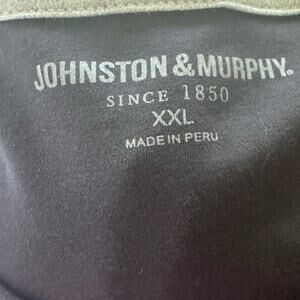 JOHNSTON & MURPHY®
SINCE 1850
XXL
MADE IN PERU